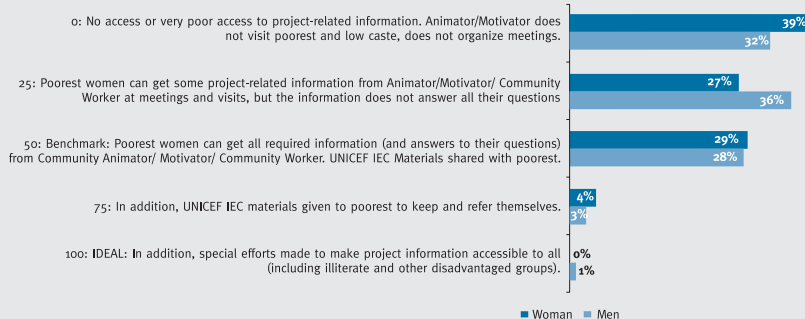 0: No access or very poor access to project-related information. Animator/Motivator does
not visit poorest and low caste, does not organize meetings.
39%
32%
25: Poorest women can get some project-related information from Animator/Motivator/ Community
Worker at meetings and visits, but the information does not answer all their questions
27%
36%
50: Benchmark: Poorest women can get all required information (and answers to their questions)
from Community Animator/ Motivator/ Community Worker. UNICEF IEC Materials shared with poorest.
29%
28%
75: In addition, UNICEF IEC materials given to poorest to keep and refer themselves.
4%
3%
100: IDEAL: In addition, special efforts made to make project information accessible to all
(including illiterate and other disadvantaged groups).
0%
1%
Woman Men